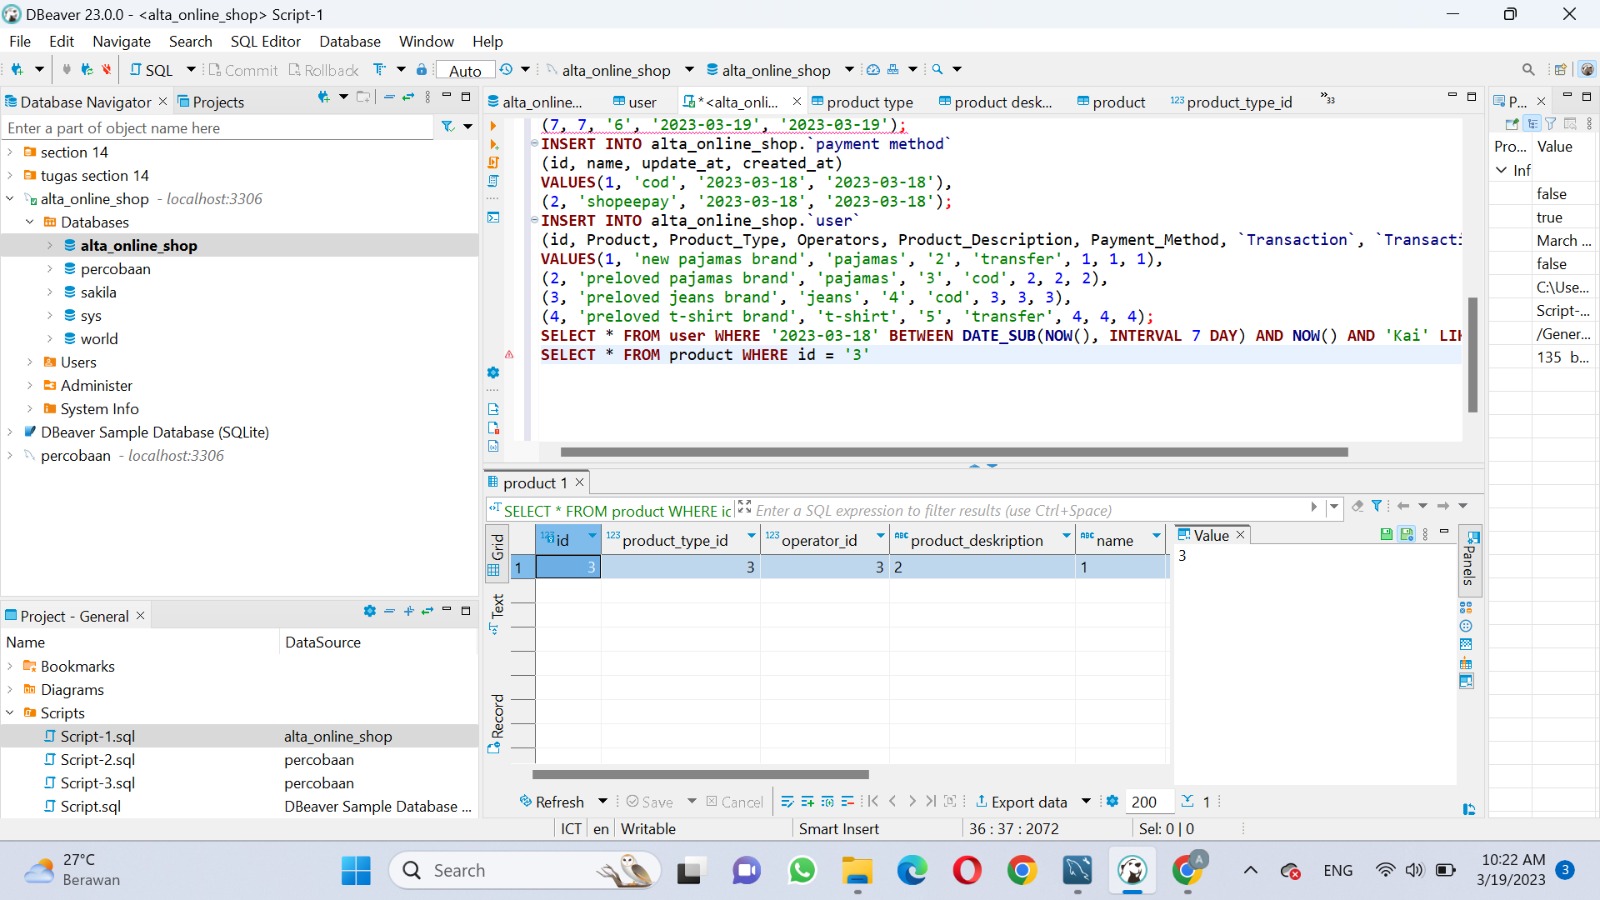 DBeaver 23.0.0 - <alta_online_shop> Script-1
File Edit Navigate Search SQL Editor Database Window Help
SQL Commit Rollback Auto alta_online_shop alta_online_shop
Database Navigator Projects
Enter a part of object name here
section 14
tugas section 14
alta_online_shop - localhost:3306
Databases
alta_online_shop
percobaan
sakila
sys
world
Users
Administer
System Info
DBeaver Sample Database (SQLite)
percobaan - localhost:3306
Project - General
Name DataSource
Bookmarks
Diagrams
Scripts
Script-1.sql alta_online_shop
Script-2.sql percobaan
Script-3.sql percobaan
Script.sql DBeaver Sample Database ...
alta_online... user *<alta_onli... product type product desk... product 123 product_type_id »33
(7, 7, '6', '2023-03-19', '2023-03-19');
INSERT INTO alta_online_shop.`payment method`
(id, name, update_at, created_at)
VALUES(1, 'cod', '2023-03-18', '2023-03-18'),
(2, 'shopeepay', '2023-03-18', '2023-03-18');
INSERT INTO alta_online_shop.`user`
(id, Product, Product_Type, Operators, Product_Description, Payment_Method, `Transaction`, `Transacti
VALUES(1, 'new pajamas brand', 'pajamas', '2', 'transfer', 1, 1, 1),
(2, 'preloved pajamas brand', 'pajamas', '3', 'cod', 2, 2, 2),
(3, 'preloved jeans brand', 'jeans', '4', 'cod', 3, 3, 3),
(4, 'preloved t-shirt brand', 't-shirt', '5', 'transfer', 4, 4, 4);
SELECT * FROM user WHERE '2023-03-18' BETWEEN DATE_SUB(NOW(), INTERVAL 7 DAY) AND NOW() AND 'Kai' LIK
SELECT * FROM product WHERE id = '3'
product 1
SELECT * FROM product WHERE ic Enter a SQL expression to filter results (use Ctrl+Space)
Grid
Text
Record
123 id 123 product_type_id 123 operator_id ABC product_deskription ABC name
1 3 3 3 2 1
Value
3
Panels
Refresh Save Cancel Export data 200 1
ICT en Writable Smart Insert 36 : 37 : 2072 Sel: 0 | 0
P...
Pro... Value
Inf
false
true
March ...
false
C:\Use...
Script-...
/Gener...
135 b...
27°C
Berawan
Search
A
ENG
10:22 AM
3/19/2023
3